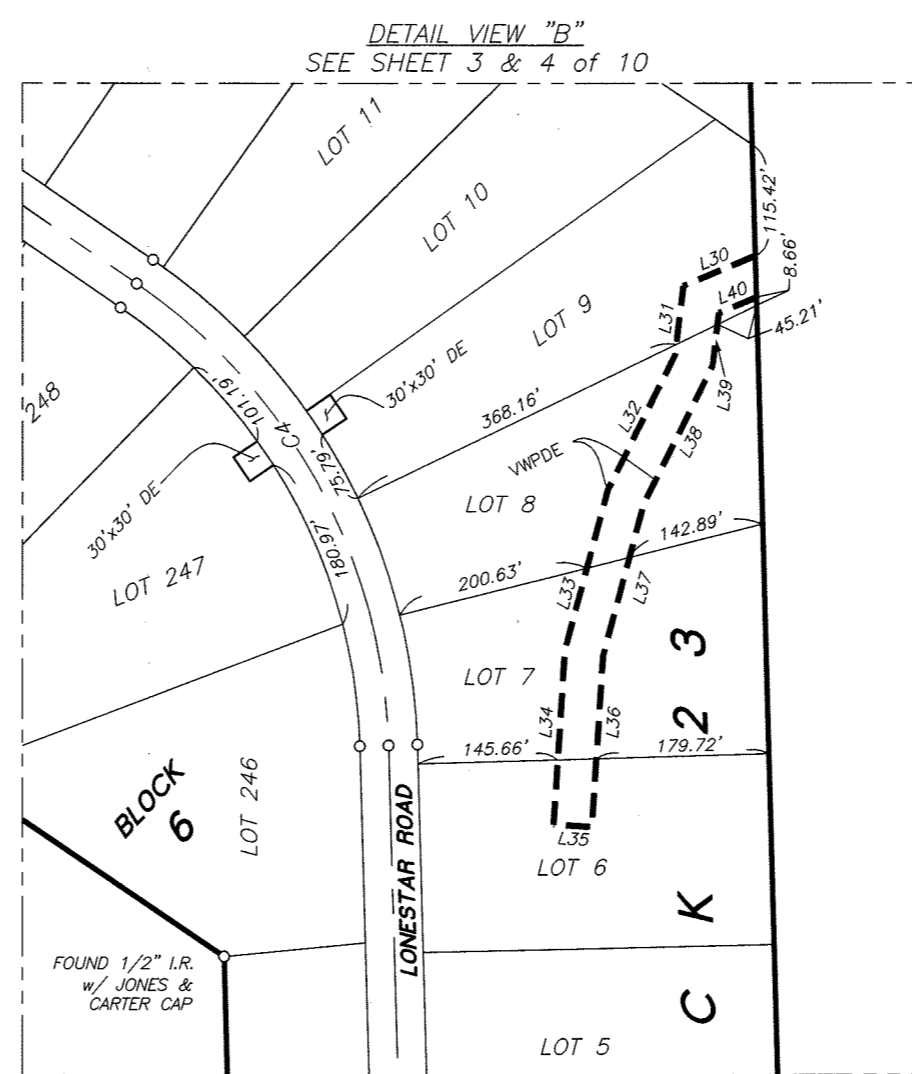 DETAIL VIEW "B"
SEE SHEET 3 & 4 of 10
LOT 11
LOT 10
LOT 9
30'x30' DE
115.42'
8.66'
45.21'
L30
L40
L31
L39
L32
L38
368.16'
VWPDE
248
101.19'
C4
75.79'
180.97'
30'x30' DE
LOT 247
LOT 8
142.89'
200.63'
L33
L37
LOT 7
3
2
L34
L36
145.66'
179.72'
BLOCK
6
LOT 246
L35
LOT 6
LONESTAR ROAD
K
C
FOUND 1/2" I.R.
w/ JONES &
CARTER CAP
LOT 5